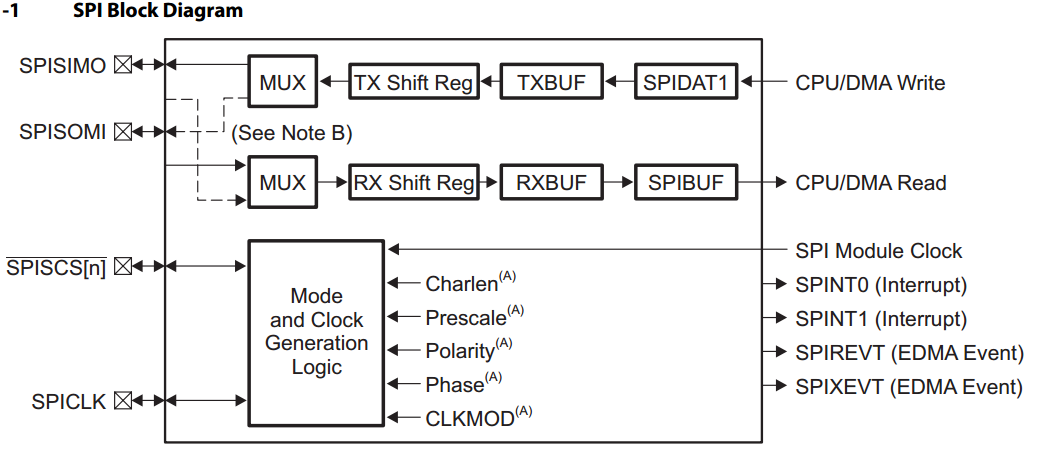 -1 SPI Block Diagram
SPISIMO
MUX
TX Shift Reg
TXBUF
SPIDAT1
CPU/DMA Write
SPISOMI
(See Note B)
MUX
RX Shift Reg
RXBUF
SPIBUF
CPU/DMA Read
SPISCS[n]
SPI Module Clock
Mode
and Clock
Generation
Logic
Charlen(A)
Prescale(A)
Polarity(A)
Phase(A)
CLKMOD(A)
SPINT0 (Interrupt)
SPINT1 (Interrupt)
SPIREVT (EDMA Event)
SPIXEVT (EDMA Event)
SPICLK